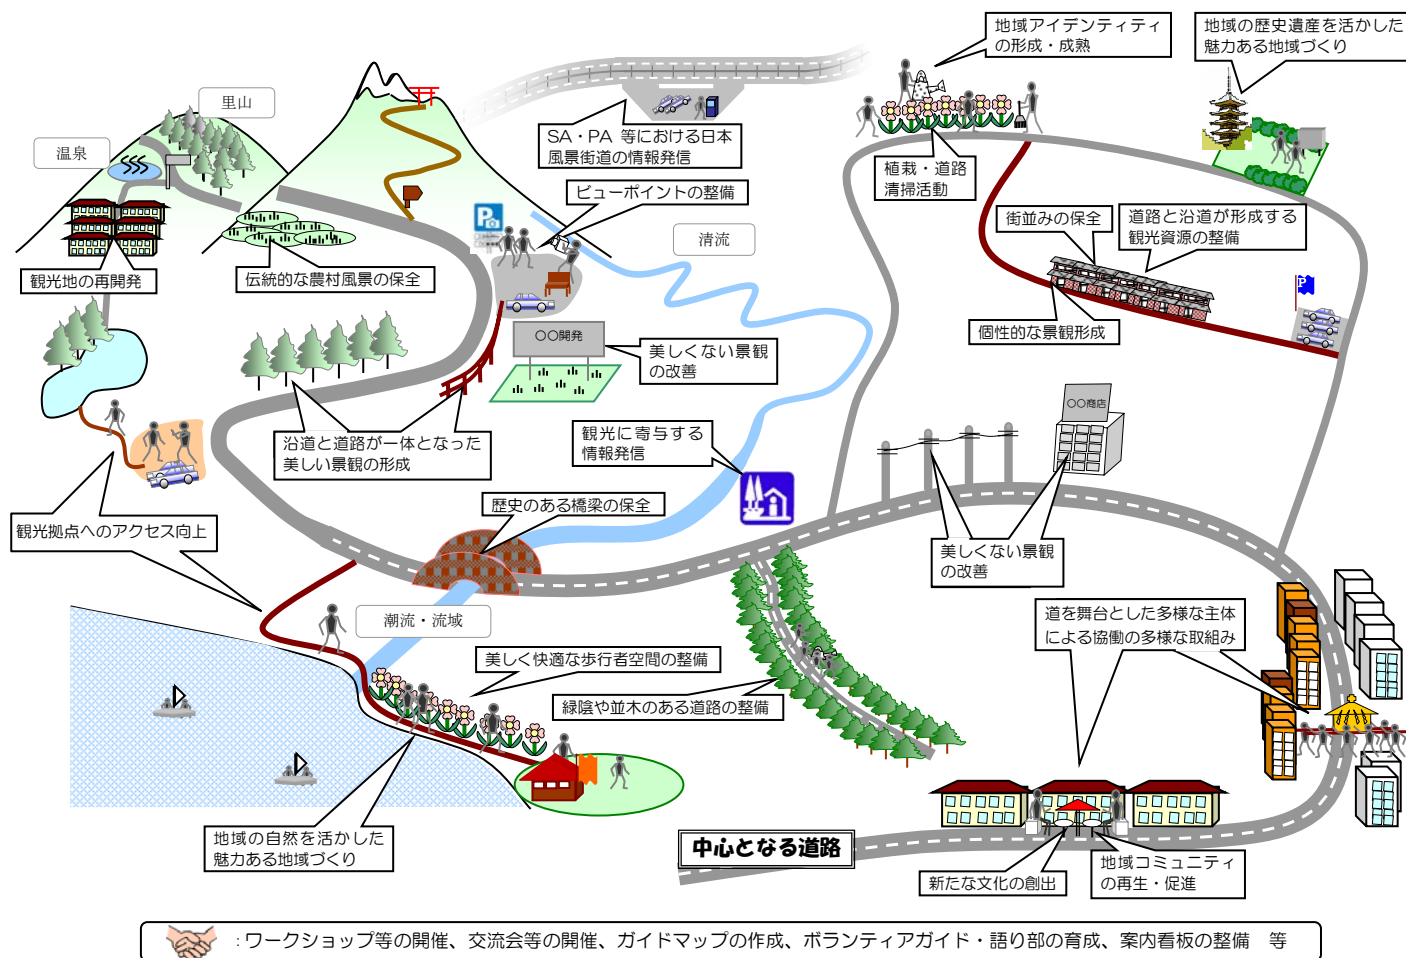 地域アイデンティティ
の形成・成熟
地域の歴史遺産を活かした
魅力ある地域づくり
里山
温泉
SA・PA 等における日本
風景街道の情報発信
植栽・道路
清掃活動
ビューポイントの整備
P
清流
街並みの保全
道路と沿道が形成する
観光資源の整備
観光地の再開発
伝統的な農村風景の保全
P
個性的な景観形成
〇〇開発
美しくない景観
の改善
〇〇商店
沿道と道路が一体となった
美しい景観の形成
観光に寄与する
情報発信
歴史のある橋梁の保全
観光拠点へのアクセス向上
美しくない景観
の改善
潮流・流域
道を舞台とした多様な主体
による協働の多様な取組み
美しく快適な歩行者空間の整備
緑陰や並木のある道路の整備
地域の自然を活かした
魅力ある地域づくり
中心となる道路
新たな文化の創出
地域コミュニティ
の再生・促進
：ワークショップ等の開催、交流会等の開催、ガイドマップの作成、ボランティアガイド・語り部の育成、案内看板の整備　等